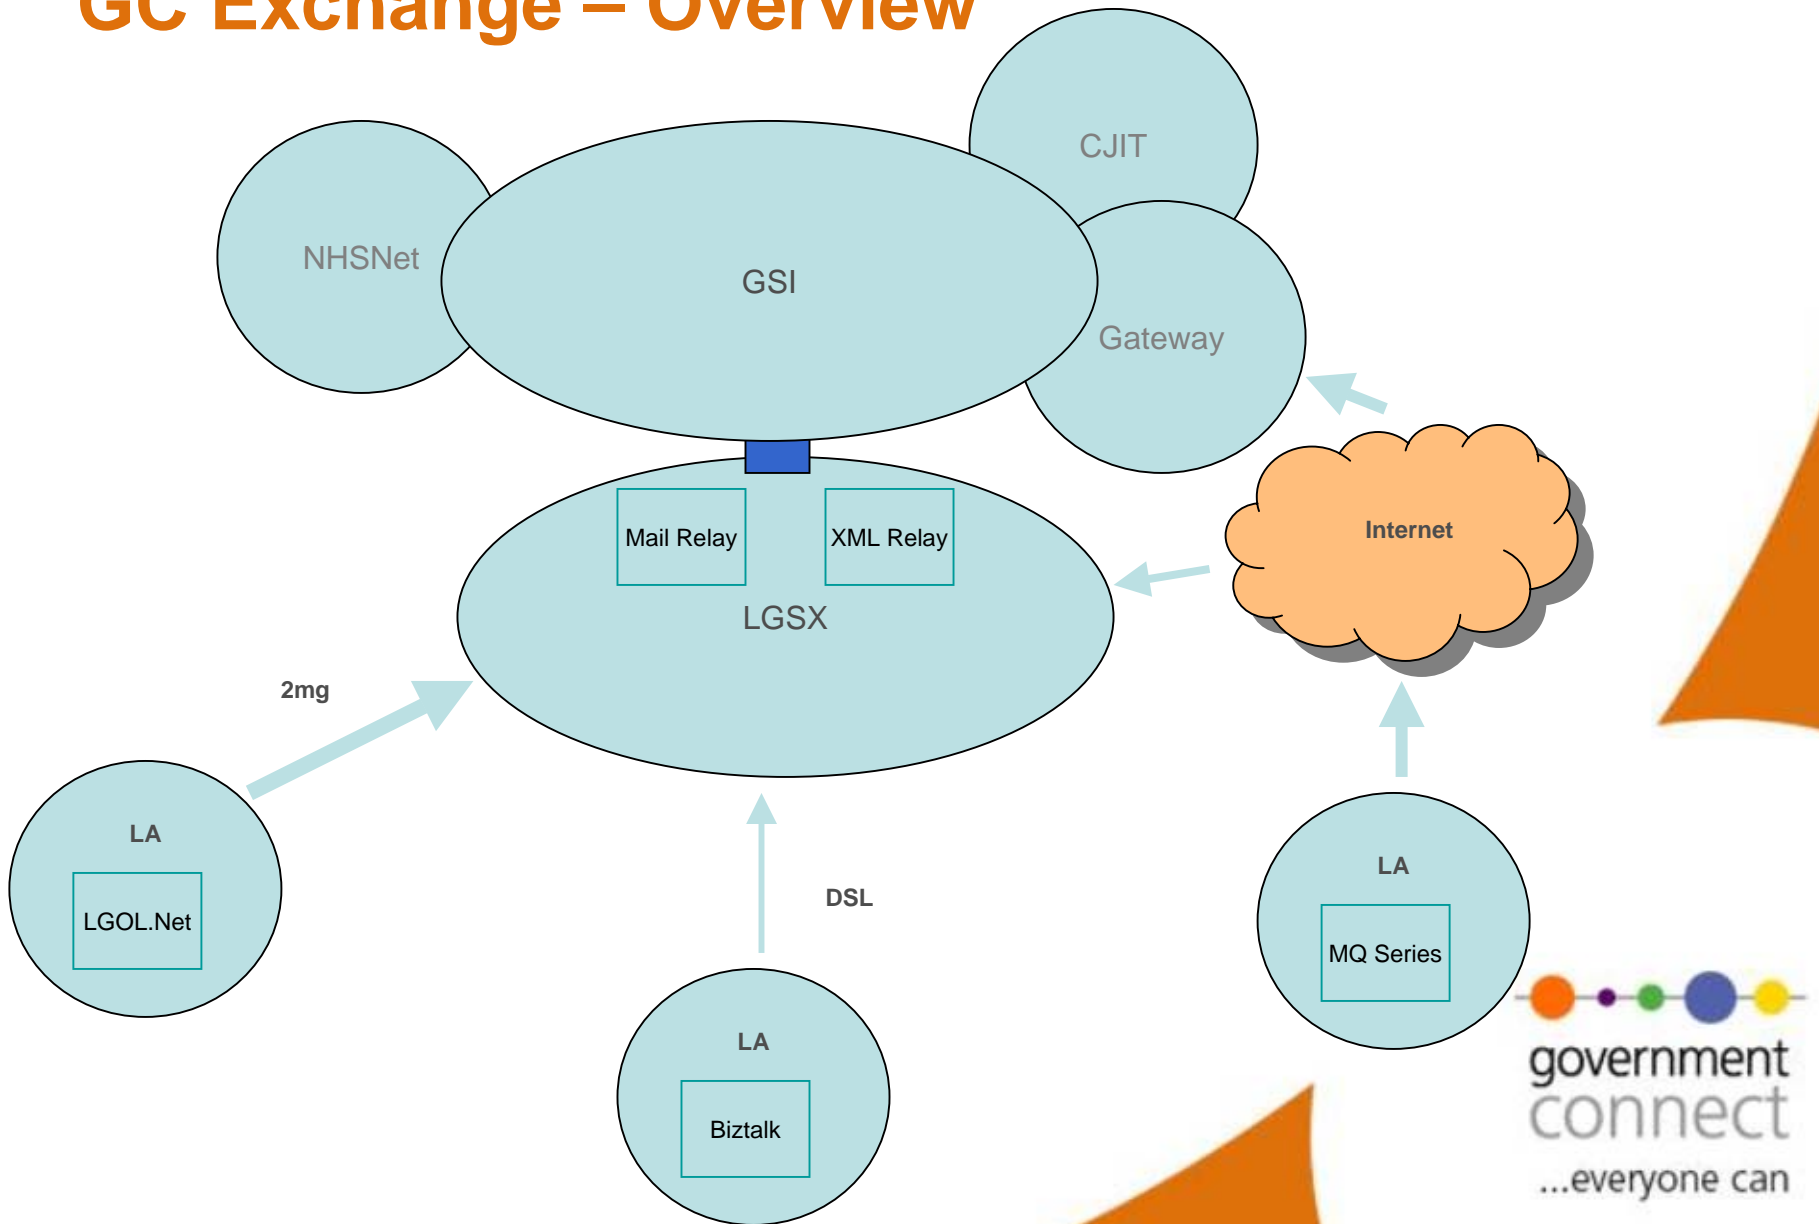 GC Exchange – Overview
CJIT
NHSNet
GSI
Gateway
Mail Relay
XML Relay
Internet
LGSX
2mg
LA
LGOL.Net
DSL
LA
MQ Series
LA
Biztalk
government
connect
...everyone can